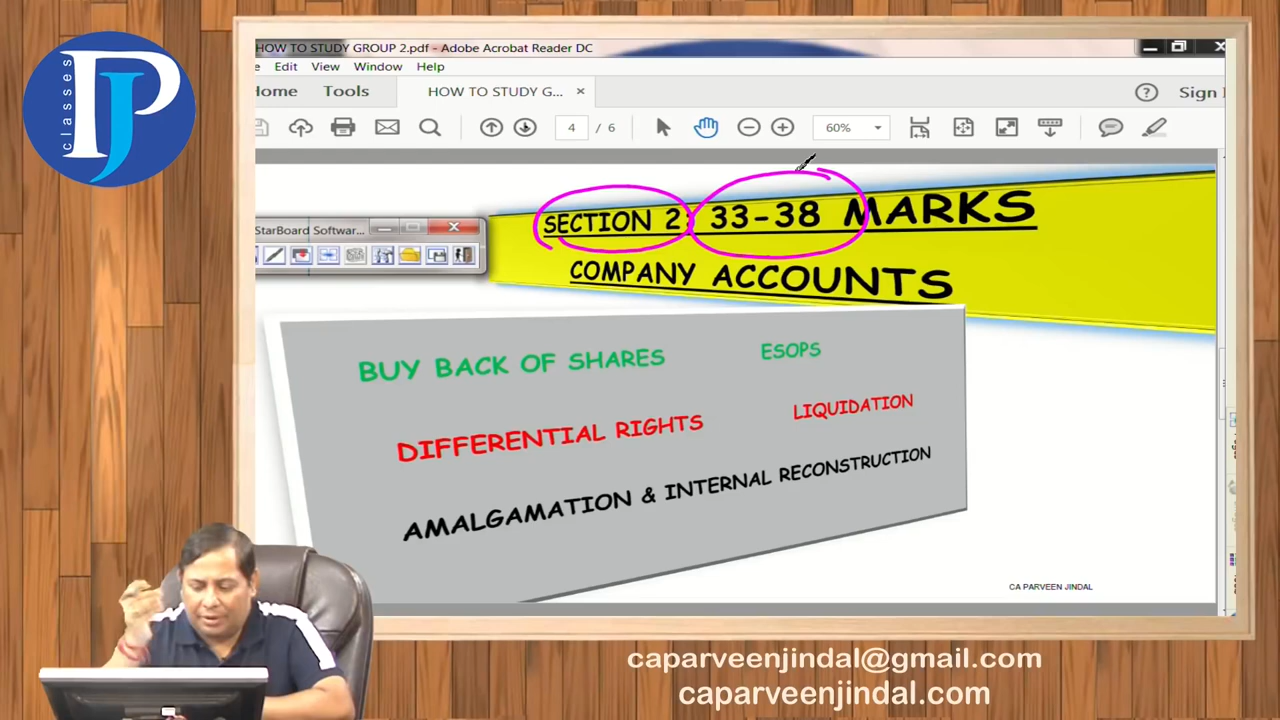 classes
PJ
HOW TO STUDY GROUP 2.pdf - Adobe Acrobat Reader DC
e Edit View Window Help
Home Tools HOW TO STUDY G... × ? Sign I
4 / 6 60%
SECTION 2: 33-38 MARKS
StarBoard Softwar...
COMPANY ACCOUNTS
BUY BACK OF SHARES ESOPS
DIFFERENTIAL RIGHTS LIQUIDATION
AMALGAMATION & INTERNAL RECONSTRUCTION
CA PARVEEN JINDAL
caparveenjindal@gmail.com
caparveenjindal.com